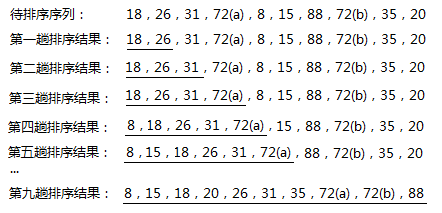 待排序序列： 18，26，31，72(a)，8，15，88，72(b)，35，20
第一趟排序结果： 18，26，31，72(a)，8，15，88，72(b)，35，20
第二趟排序结果： 18，26，31，72(a)，8，15，88，72(b)，35，20
第三趟排序结果： 18，26，31，72(a)，8，15，88，72(b)，35，20
第四趟排序结果： 8，18，26，31，72(a)，15，88，72(b)，35，20
第五趟排序结果： 8，15，18，26，31，72(a)，88，72(b)，35，20
...
第九趟排序结果： 8，15，18，20，26，31，35，72(a)，72(b)，88